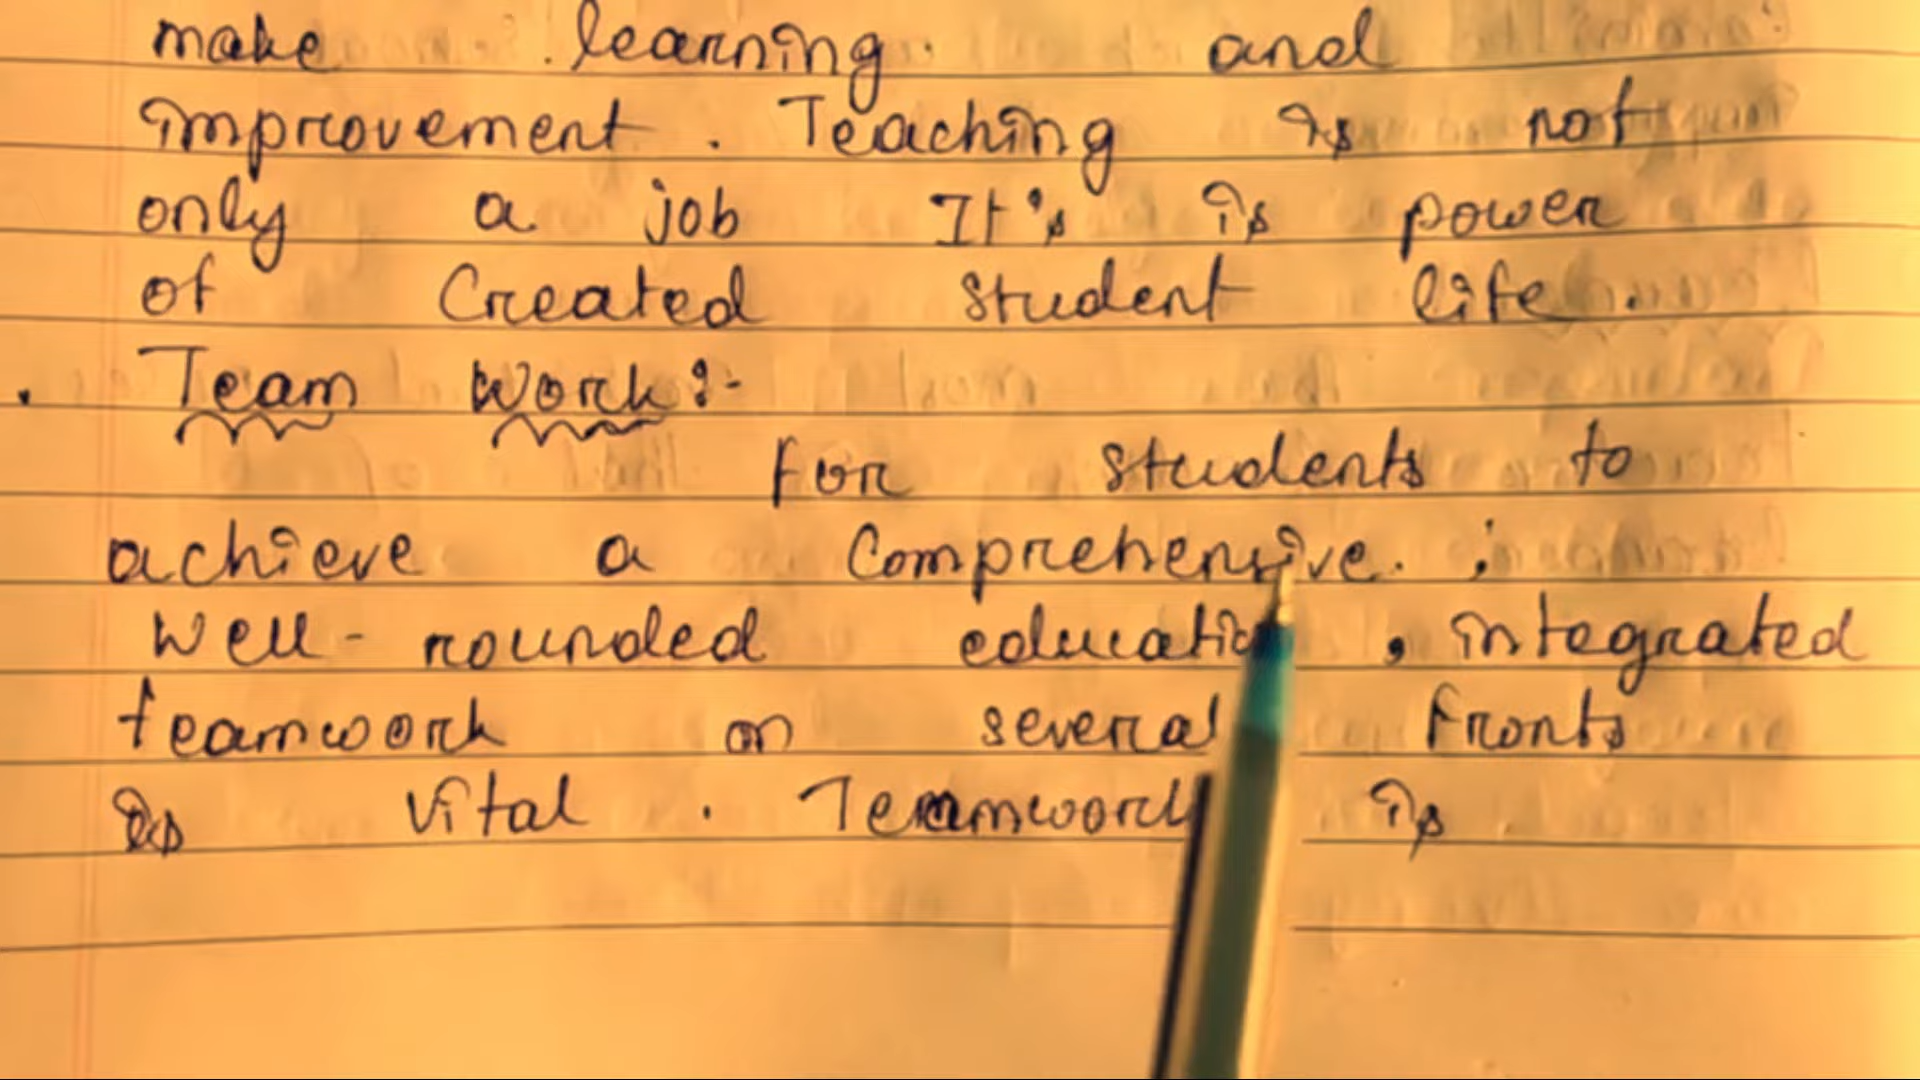 make learning and
improvement. Teaching is not
only a job It's is power
of Created student life.
. Team Work:-
For students to
achieve a Comprehensive. ;
Well-rounded education, integrated
teamwork on several fronts
is vital. Teamwork is